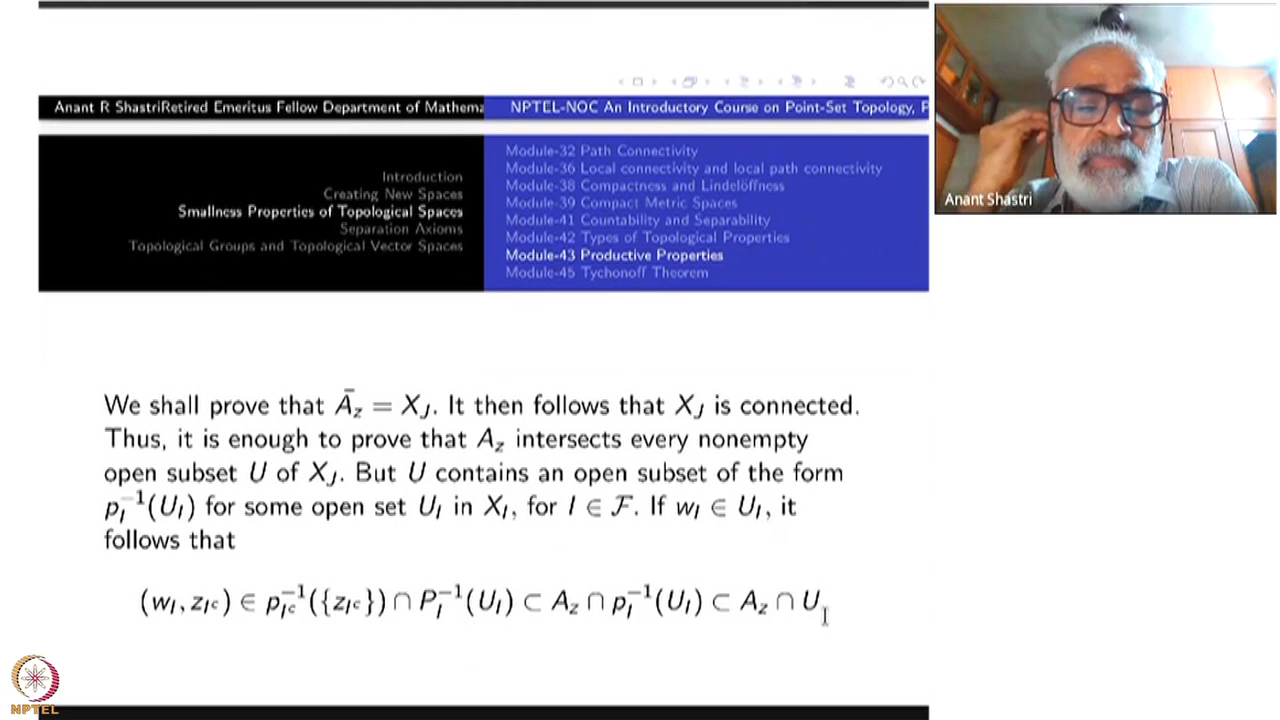 Anant R ShastriRetired Emeritus Fellow Department of Mathema
NPTEL-NOC An Introductory Course on Point-Set Topology, P
Introduction
Creating New Spaces
Smallness Properties of Topological Spaces
Separation Axioms
Topological Groups and Topological Vector Spaces
Module-32 Path Connectivity
Module-36 Local connectivity and local path connectivity
Module-38 Compactness and Lindelöffness
Module-39 Compact Metric Spaces
Module-41 Countability and Separability
Module-42 Types of Topological Properties
Module-43 Productive Properties
Module-45 Tychonoff Theorem
Anant Shastri
We shall prove that Ā_z = X_J. It then follows that X_J is connected.
Thus, it is enough to prove that A_z intersects every nonempty
open subset U of X_J. But U contains an open subset of the form
p_I^{-1}(U_I) for some open set U_I in X_I, for I ∈ ℱ. If w_I ∈ U_I, it
follows that
(w_I, z_{I^c}) ∈ p_{I^c}^{-1}({z_{I^c}}) ∩ P_I^{-1}(U_I) ⊂ A_z ∩ p_I^{-1}(U_I) ⊂ A_z ∩ U
NPTEL